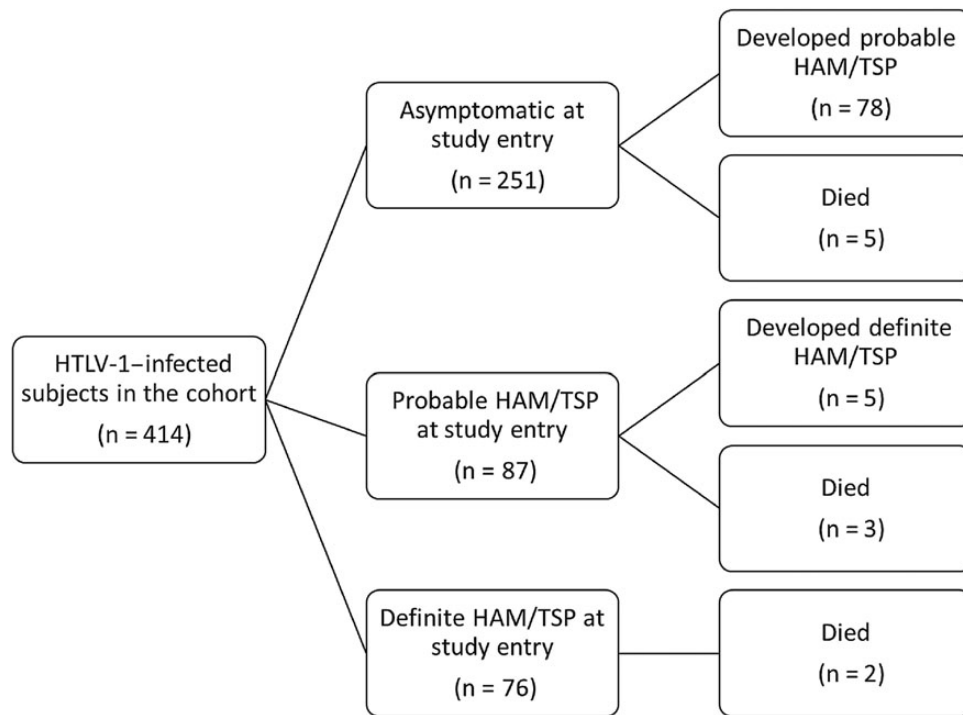 HTLV-1–infected
subjects in the cohort
(n = 414)
Asymptomatic at
study entry
(n = 251)
Developed probable
HAM/TSP
(n = 78)
Died
(n = 5)
Probable HAM/TSP
at study entry
(n = 87)
Developed definite
HAM/TSP
(n = 5)
Died
(n = 3)
Definite HAM/TSP at
study entry
(n = 76)
Died
(n = 2)